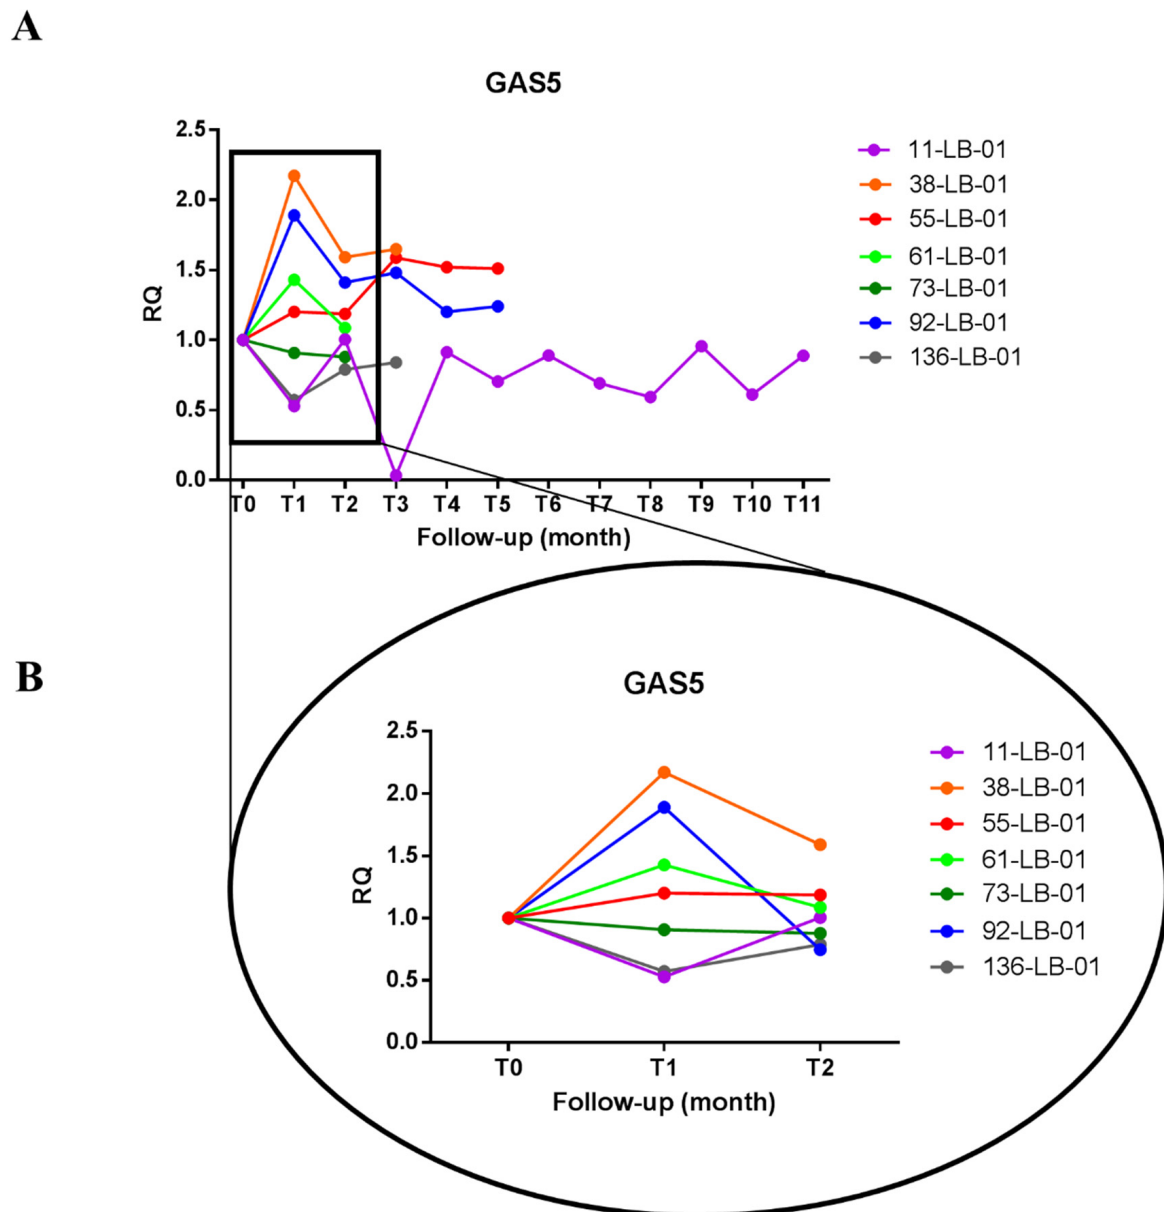 A
GAS5
2.5
2.0
1.5
1.0
0.5
0.0
RQ
T0 T1 T2 T3 T4 T5 T6 T7 T8 T9 T10 T11
Follow-up (month)
11-LB-01
38-LB-01
55-LB-01
61-LB-01
73-LB-01
92-LB-01
136-LB-01
B
GAS5
2.5
2.0
1.5
1.0
0.5
0.0
RQ
T0 T1 T2
Follow-up (month)
11-LB-01
38-LB-01
55-LB-01
61-LB-01
73-LB-01
92-LB-01
136-LB-01